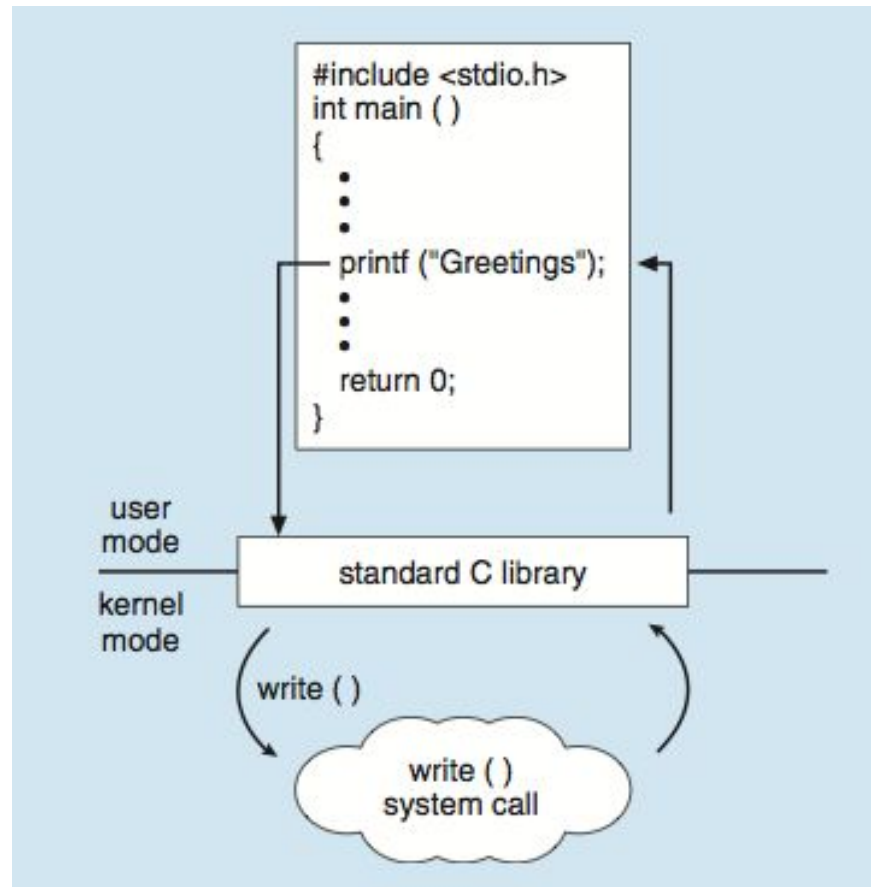 #include <stdio.h>
int main ( )
{
•
•
•
printf ("Greetings");
•
•
•
return 0;
}
user
mode
standard C library
kernel
mode
write ( )
write ( )
system call